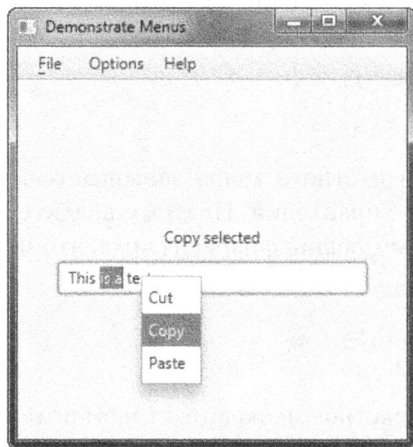 Demonstrate Menus
File Options Help
Copy selected
This is a te
Cut
Copy
Paste